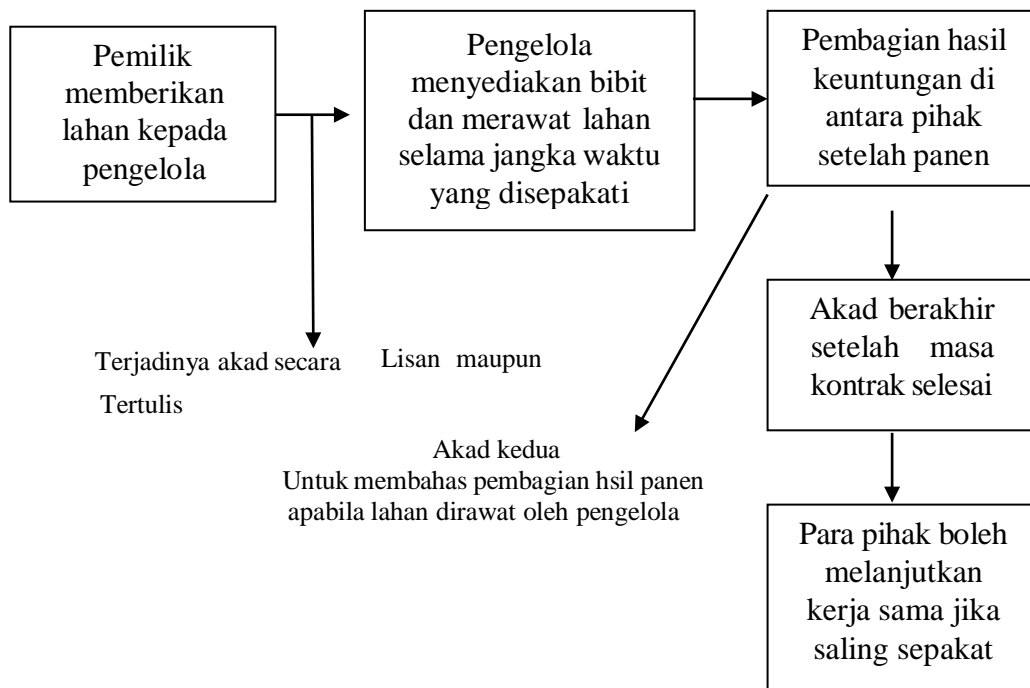 Pemilik
memberikan
lahan kepada
pengelola
Pengelola
menyediakan bibit
dan merawat lahan
selama jangka waktu
yang disepakati
Pembagian hasil
keuntungan di
antara pihak
setelah panen
Terjadinya akad secara Lisan maupun
Tertulis
Akad kedua
Untuk membahas pembagian hsil panen
apabila lahan dirawat oleh pengelola
Akad berakhir
setelah masa
kontrak selesai
Para pihak boleh
melanjutkan
kerja sama jika
saling sepakat